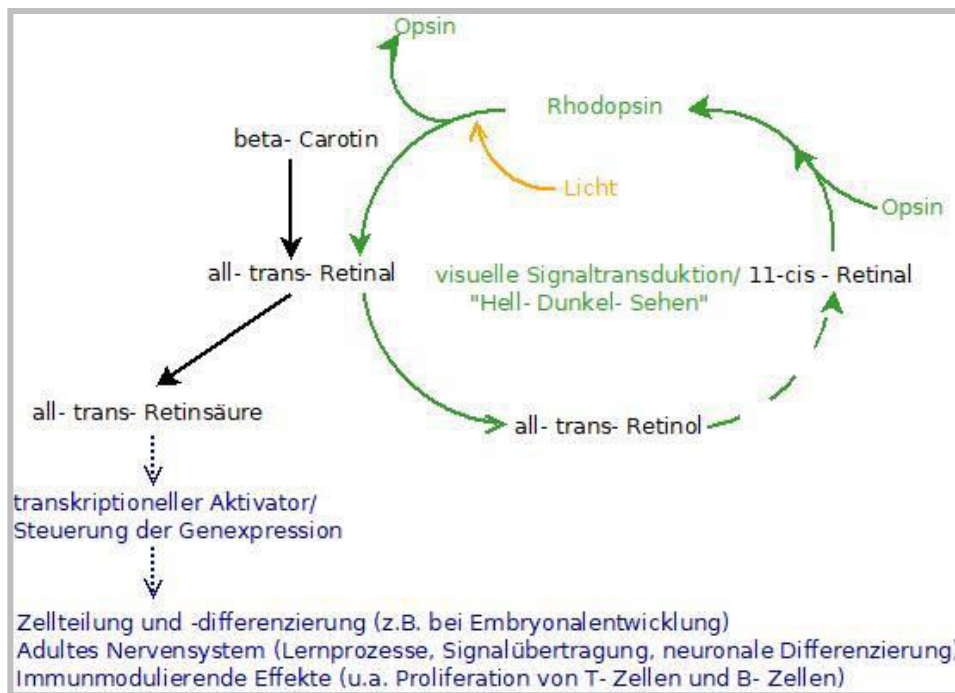 Opsin
Rhodopsin
beta- Carotin
Licht
Opsin
all- trans- Retinal
visuelle Signaltransduktion/
"Hell- Dunkel- Sehen"
11-cis - Retinal
all- trans- Retinsäure
all- trans- Retinol
transkriptioneller Aktivator/
Steuerung der Genexpression
Zellteilung und -differenzierung (z.B. bei Embryonalentwicklung)
Adultes Nervensystem (Lernprozesse, Signalübertragung, neuronale Differenzierung)
Immunmodulierende Effekte (u.a. Proliferation von T- Zellen und B- Zellen)